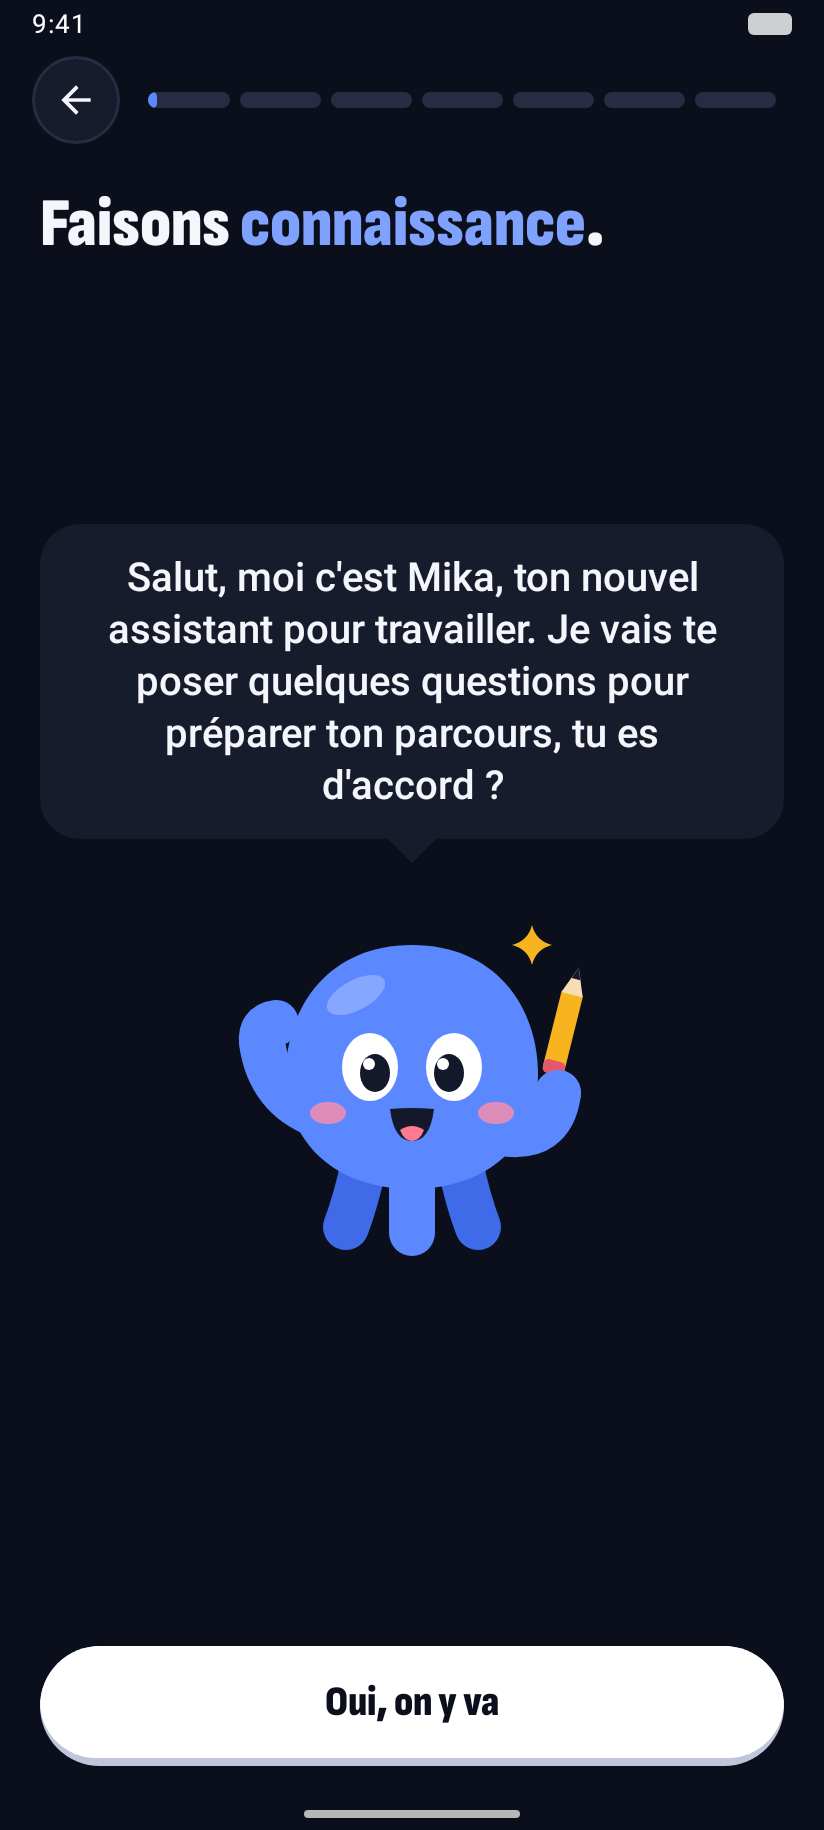 9:41
Faisons connaissance.
Salut, moi c'est Mika, ton nouvel
assistant pour travailler. Je vais te
poser quelques questions pour
préparer ton parcours, tu es
d'accord ?
Oui, on y va